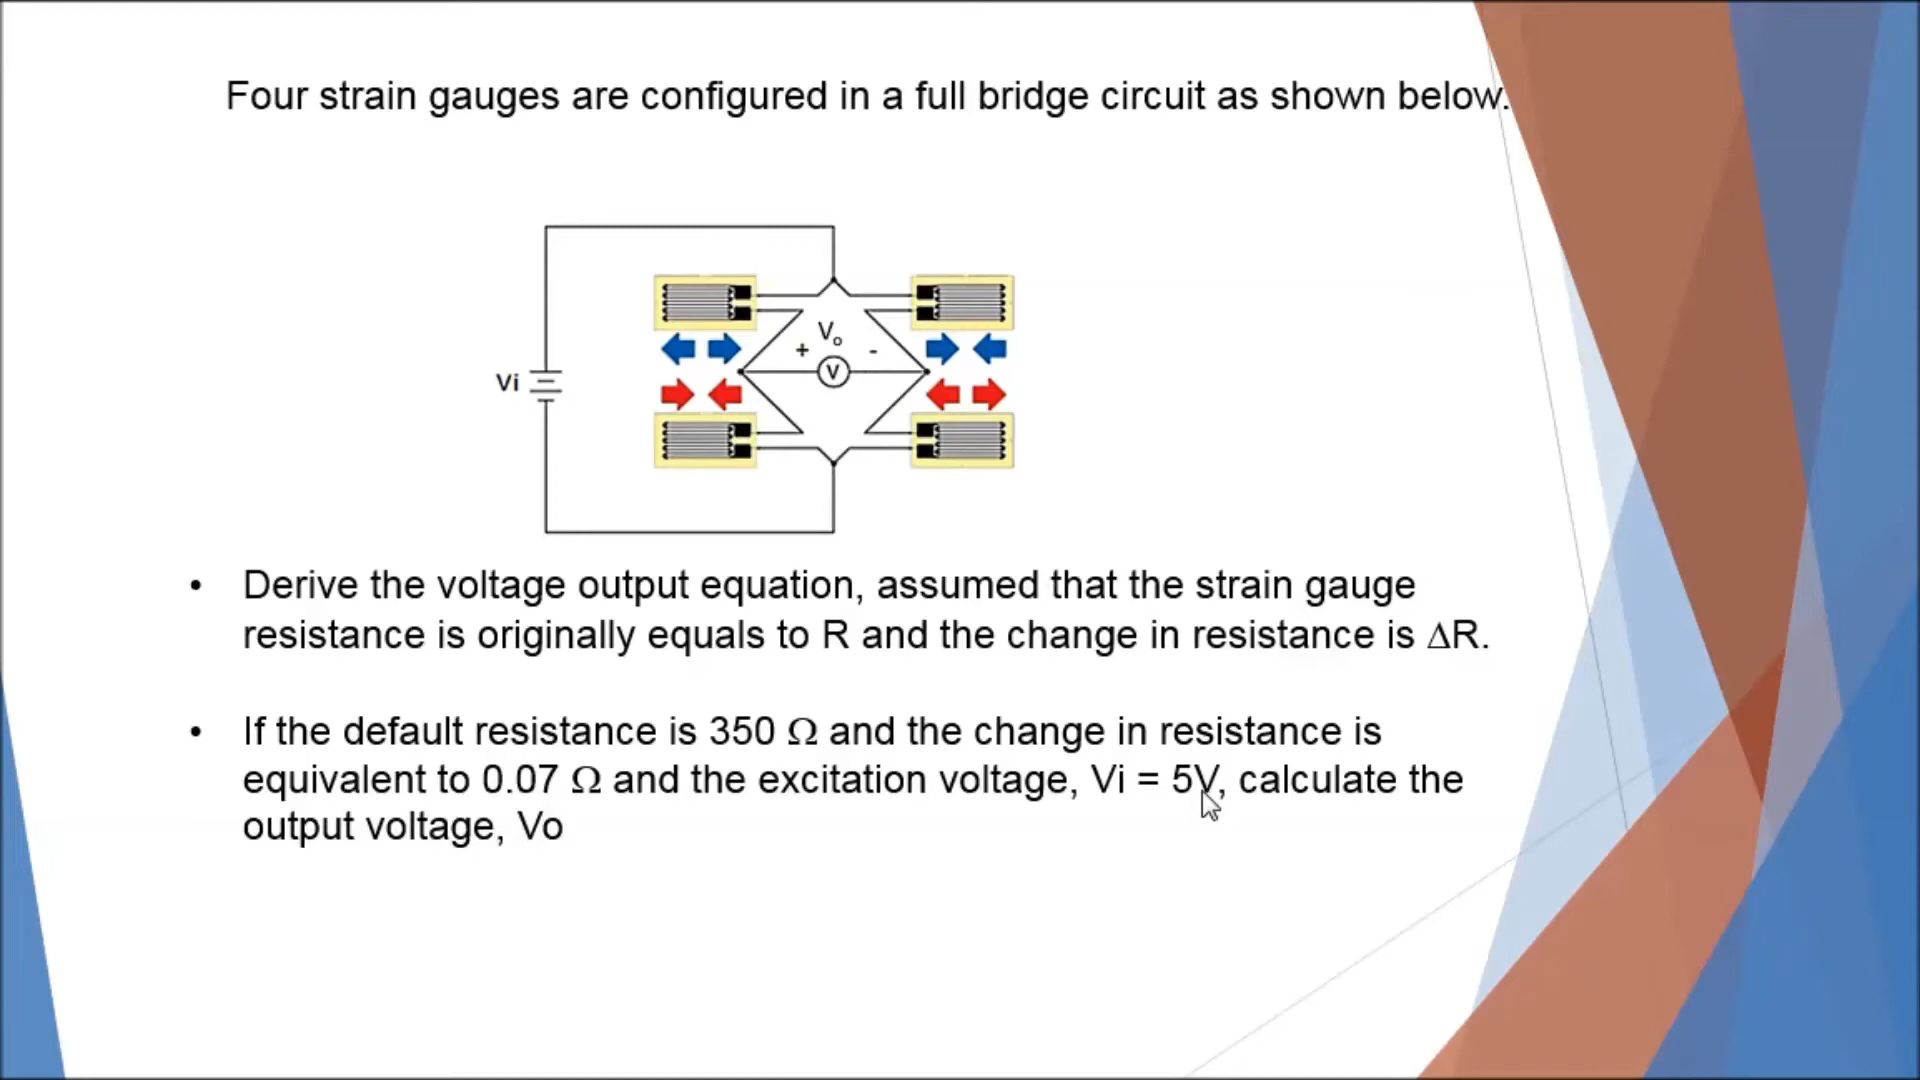 Four strain gauges are configured in a full bridge circuit as shown below.
Vo
+ -
V
Vi
• Derive the voltage output equation, assumed that the strain gauge
resistance is originally equals to R and the change in resistance is ΔR.
• If the default resistance is 350 Ω and the change in resistance is
equivalent to 0.07 Ω and the excitation voltage, Vi = 5V, calculate the
output voltage, Vo